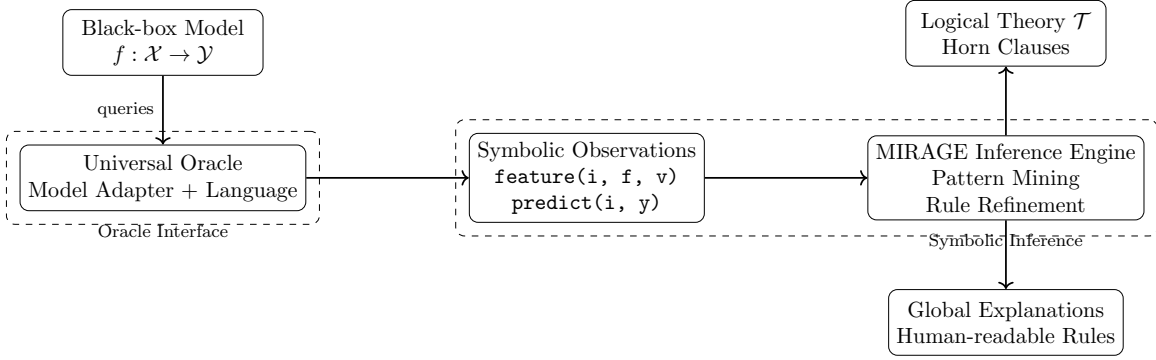 Black-box Model
f : 𝒳 → 𝒴
queries
Universal Oracle
Model Adapter + Language
Oracle Interface
Symbolic Observations
feature(i, f, v)
predict(i, y)
Logical Theory 𝒯
Horn Clauses
MIRAGE Inference Engine
Pattern Mining
Rule Refinement
Symbolic Inference
Global Explanations
Human-readable Rules